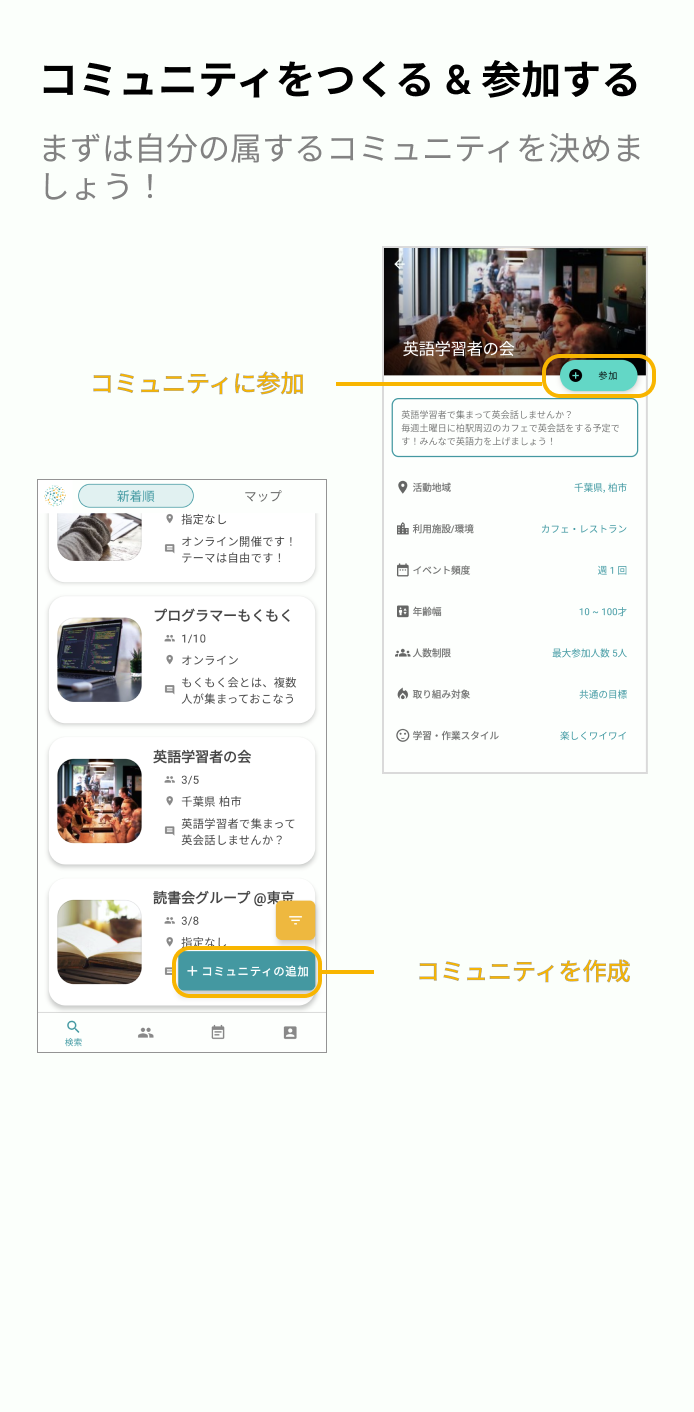 コミュニティをつくる & 参加する
まずは自分の属するコミュニティを決めま
しょう！
英語学習者の会
コミュニティに参加
参加
英語学習者で集まって英会話しませんか？
毎週土曜日に柏駅周辺のカフェで英会話をする予定で
す！みんなで英語力を上げましょう！
活動地域 千葉県, 柏市
利用施設/環境 カフェ・レストラン
イベント頻度 週 1 回
年齢幅 10 ~ 100才
人数制限 最大参加人数 5人
取り組み対象 共通の目標
学習・作業スタイル 楽しくワイワイ
新着順 マップ
指定なし
オンライン開催です！
テーマは自由です！
プログラマーもくもく
1/10
オンライン
もくもく会とは、複数
人が集まっておこなう
英語学習者の会
3/5
千葉県 柏市
英語学習者で集まって
英会話しませんか？
読書会グループ @東京
3/8
指定なし
+ コミュニティの追加
コミュニティを作成
検索